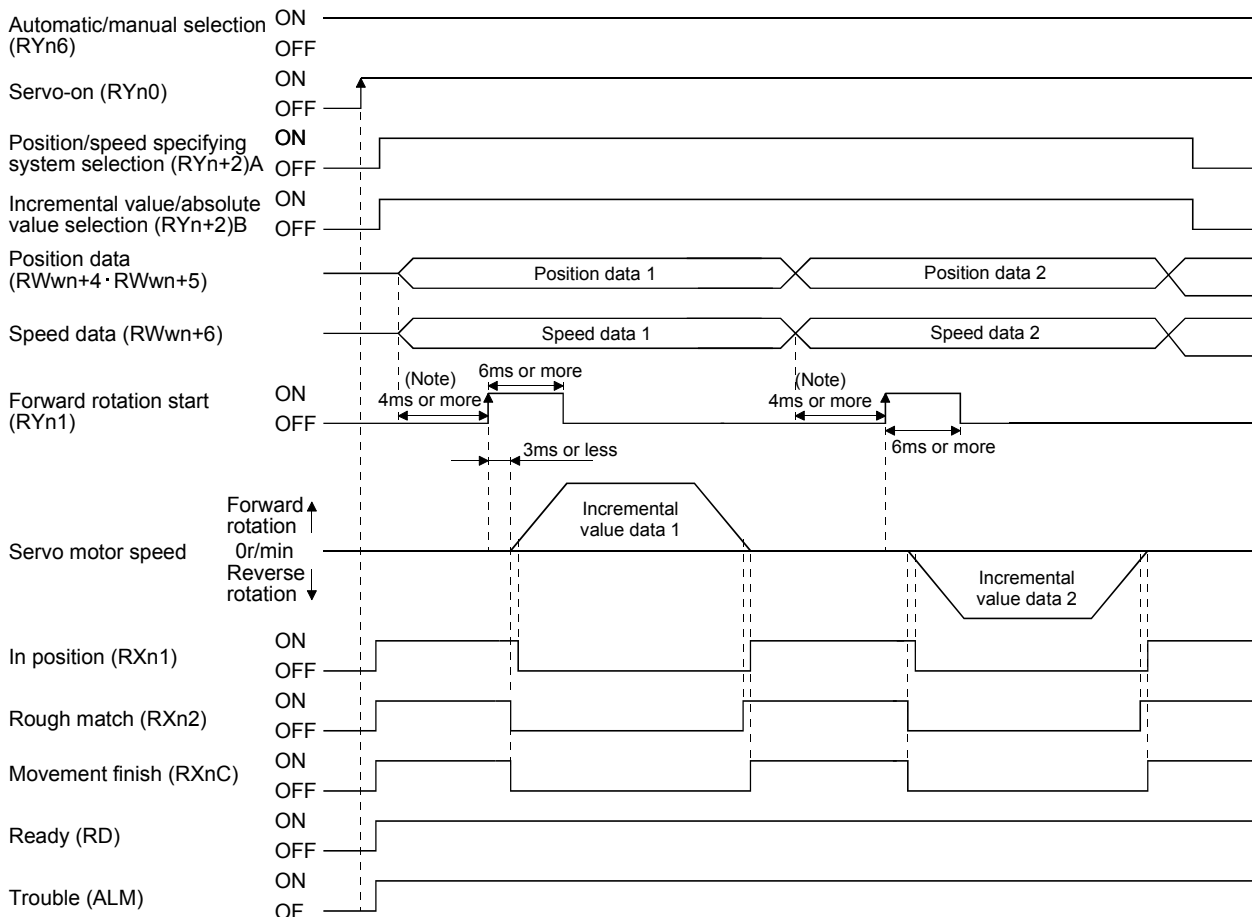 Automatic/manual selection
(RYn6)
ON
OFF
Servo-on (RYn0)
ON
OFF
Position/speed specifying
system selection (RYn+2)A
ON
OFF
Incremental value/absolute
value selection (RYn+2)B
ON
OFF
Position data
(RWwn+4·RWwn+5)
Position data 1
Position data 2
Speed data (RWwn+6)
Speed data 1
Speed data 2
Forward rotation start
(RYn1)
ON
OFF
(Note)
4ms or more
6ms or more
3ms or less
(Note)
4ms or more
6ms or more
Servo motor speed
Forward
rotation
0r/min
Reverse
rotation
Incremental
value data 1
Incremental
value data 2
In position (RXn1)
ON
OFF
Rough match (RXn2)
ON
OFF
Movement finish (RXnC)
ON
OFF
Ready (RD)
ON
OFF
Trouble (ALM)
ON
OF